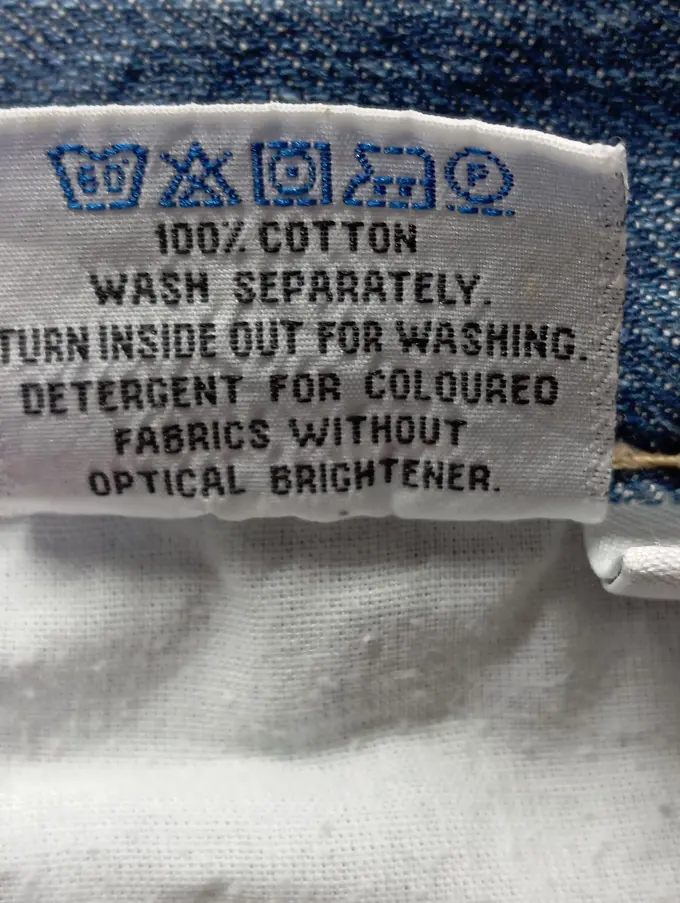 60 P
100% COTTON
WASH SEPARATELY.
TURN INSIDE OUT FOR WASHING.
DETERGENT FOR COLOURED
FABRICS WITHOUT
OPTICAL BRIGHTENER.